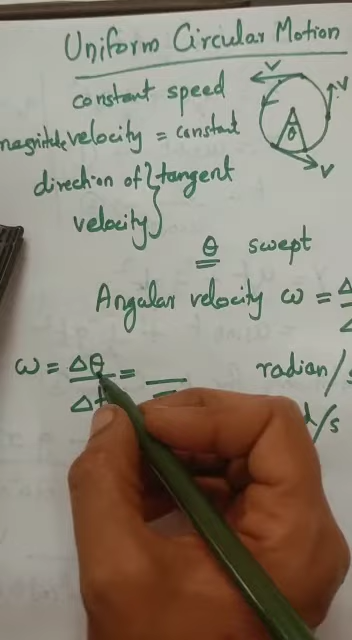 Uniform Circular Motion
constant speed
magnitude velocity = constant
direction of } tangent
velocity
V
V
V
θ
θ swept
Angular velocity ω = Δ
ω = Δθ = 
Δt
radian/s
d/s